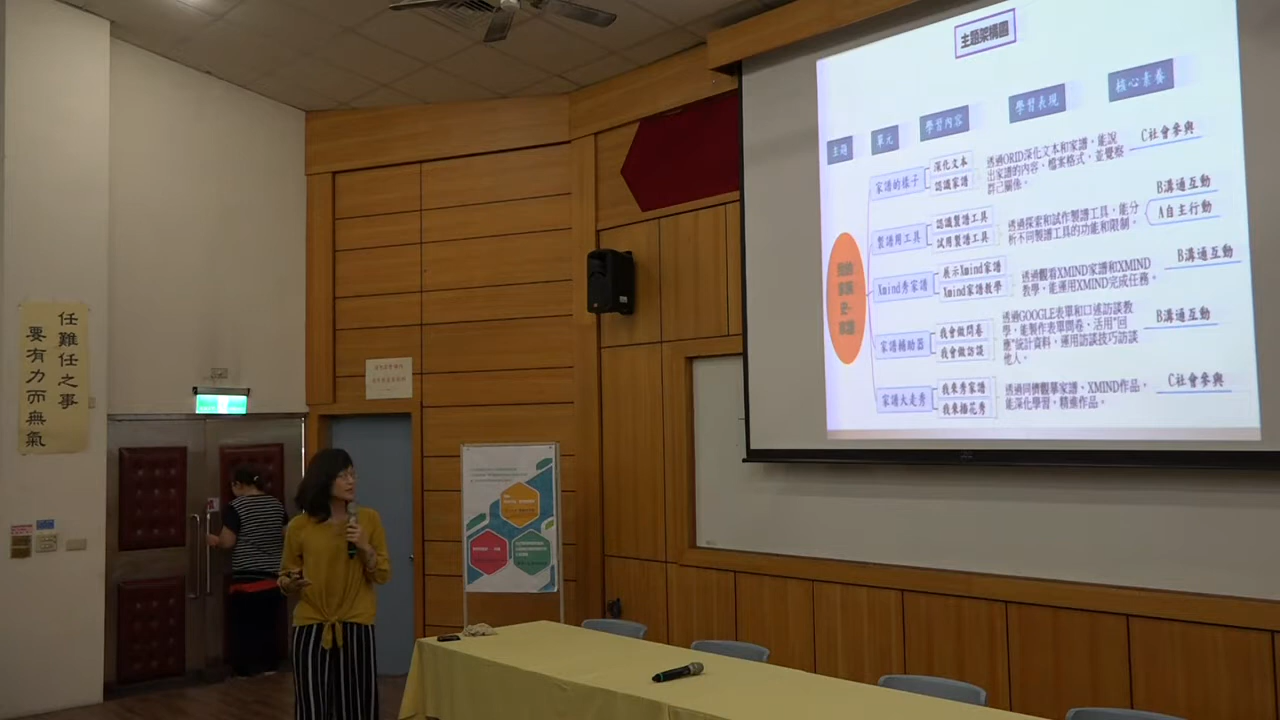 主題架構圖
主題
單元
學習內容
學習表現
核心素養
家譜的樣子
深化文本
認識家譜
透過ORID深化文本和家譜，能說
出家譜的內容、檔案格式，並覺察
群己關係。
C社會參與
製譜用工具
認識製譜工具
試用製譜工具
透過探索和試作製譜工具，能分
析不同製譜工具的功能和限制。
B溝通互動
A自主行動
Xmind秀家譜
展示Xmind家譜
Xmind家譜教學
透過觀看XMIND家譜和XMIND
教學，能運用XMIND完成任務。
B溝通互動
家譜輔助器
我會做問卷
我會做訪談
透過GOOGLE表單和口述訪談教
學，能製作表單問卷，活用"回
應"統計資料，運用訪談技巧訪談
他人。
B溝通互動
家譜大走秀
我來秀家譜
我來插花秀
透過同儕觀摹家譜、XMIND作品，
能深化學習，精進作品。
C社會參與
任難任之事
要有力而無氣